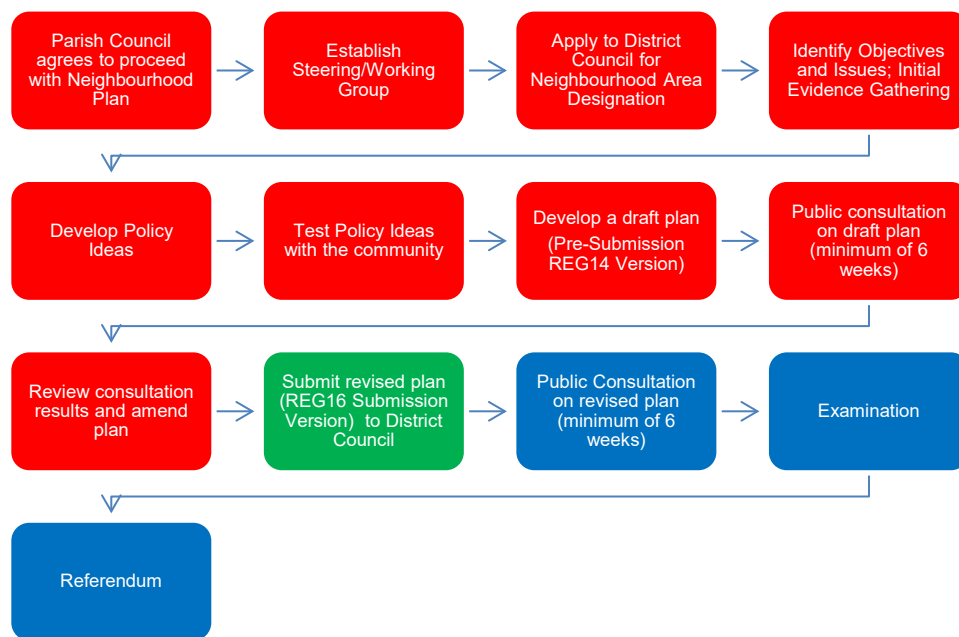 Parish Council
agrees to proceed
with Neighbourhood
Plan
Establish
Steering/Working
Group
Apply to District
Council for
Neighbourhood Area
Designation
Identify Objectives
and Issues; Initial
Evidence Gathering
Develop Policy
Ideas
Test Policy Ideas
with the community
Develop a draft plan
(Pre-Submission
REG14 Version)
Public consultation
on draft plan
(minimum of 6
weeks)
Review consultation
results and amend
plan
Submit revised plan
(REG16 Submission
Version) to District
Council
Public Consultation
on revised plan
(minimum of 6
weeks)
Examination
Referendum